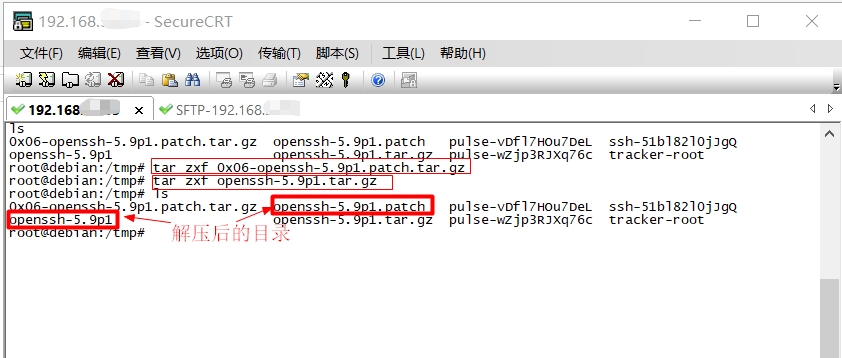 192.168. - SecureCRT
文件(F) 编辑(E) 查看(V) 选项(O) 传输(T) 脚本(S) 工具(L) 帮助(H)
192.168. SFTP-192.168.
ls
0x06-openssh-5.9p1.patch.tar.gz openssh-5.9p1.patch pulse-vDfl7HOu7DeL ssh-51bl82l0jJgQ
openssh-5.9p1 openssh-5.9p1.tar.gz pulse-wZjp3RJXq76c tracker-root
root@debian:/tmp# tar zxf 0x06-openssh-5.9p1.patch.tar.gz
root@debian:/tmp# tar zxf openssh-5.9p1.tar.gz
root@debian:/tmp# ls
0x06-openssh-5.9p1.patch.tar.gz openssh-5.9p1.patch pulse-vDfl7HOu7DeL ssh-51bl82l0jJgQ
openssh-5.9p1 openssh-5.9p1.tar.gz pulse-wZjp3RJXq76c tracker-root
root@debian:/tmp#
解压后的目录